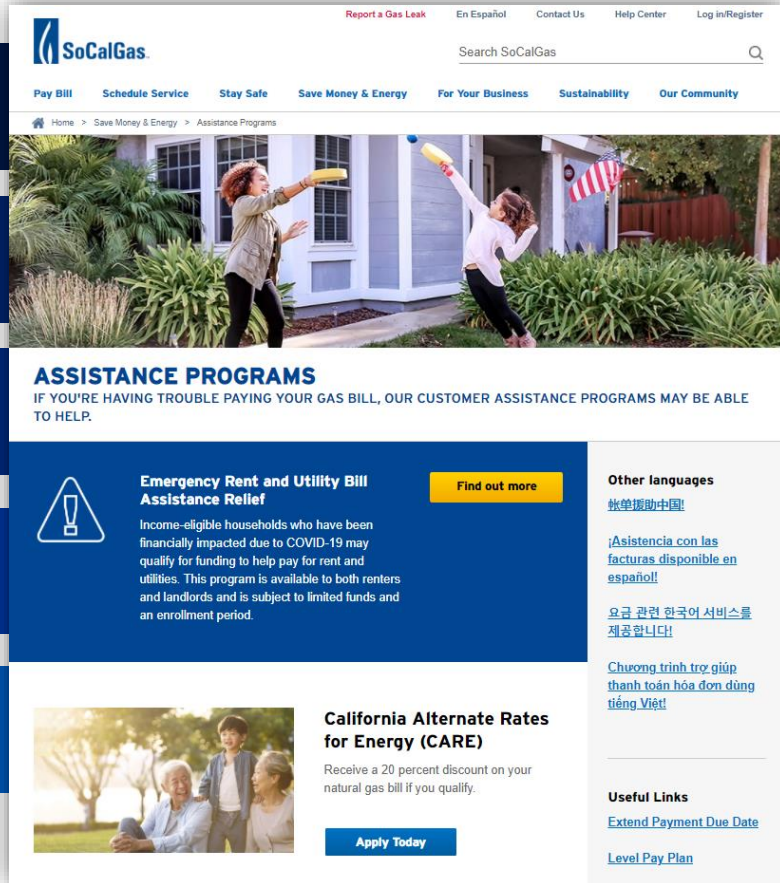 Report a Gas Leak En Español Contact Us Help Center Log in/Register
SoCalGas.
Search SoCalGas
Pay Bill Schedule Service Stay Safe Save Money & Energy For Your Business Sustainability Our Community
Home > Save Money & Energy > Assistance Programs
ASSISTANCE PROGRAMS
IF YOU'RE HAVING TROUBLE PAYING YOUR GAS BILL, OUR CUSTOMER ASSISTANCE PROGRAMS MAY BE ABLE
TO HELP.
Emergency Rent and Utility Bill
Assistance Relief
Income-eligible households who have been
financially impacted due to COVID-19 may
qualify for funding to help pay for rent and
utilities. This program is available to both renters
and landlords and is subject to limited funds and
an enrollment period.
Find out more
Other languages
帐单援助中国!
¡Asistencia con las
facturas disponible en
español!
요금 관련 한국어 서비스를
제공합니다!
Chương trình trợ giúp
thanh toán hóa đơn dùng
tiếng Việt!
California Alternate Rates
for Energy (CARE)
Receive a 20 percent discount on your
natural gas bill if you qualify.
Apply Today
Useful Links
Extend Payment Due Date
Level Pay Plan